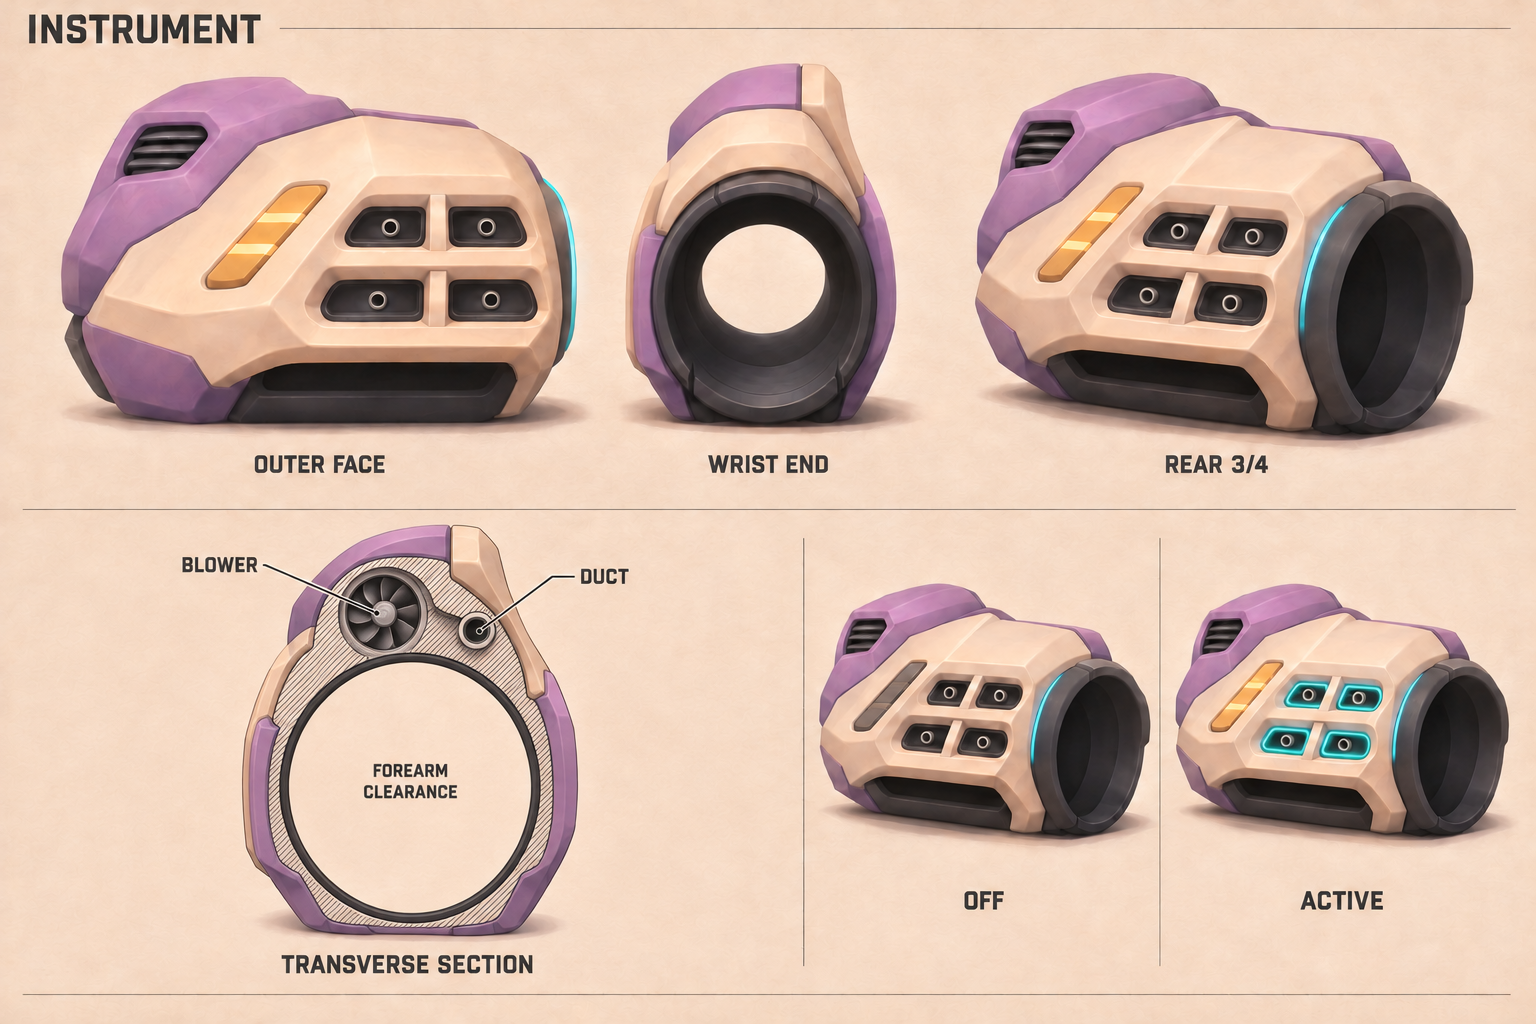 INSTRUMENT
OUTER FACE
WRIST END
REAR 3/4
BLOWER
DUCT
FOREARM
CLEARANCE
TRANSVERSE SECTION
OFF
ACTIVE